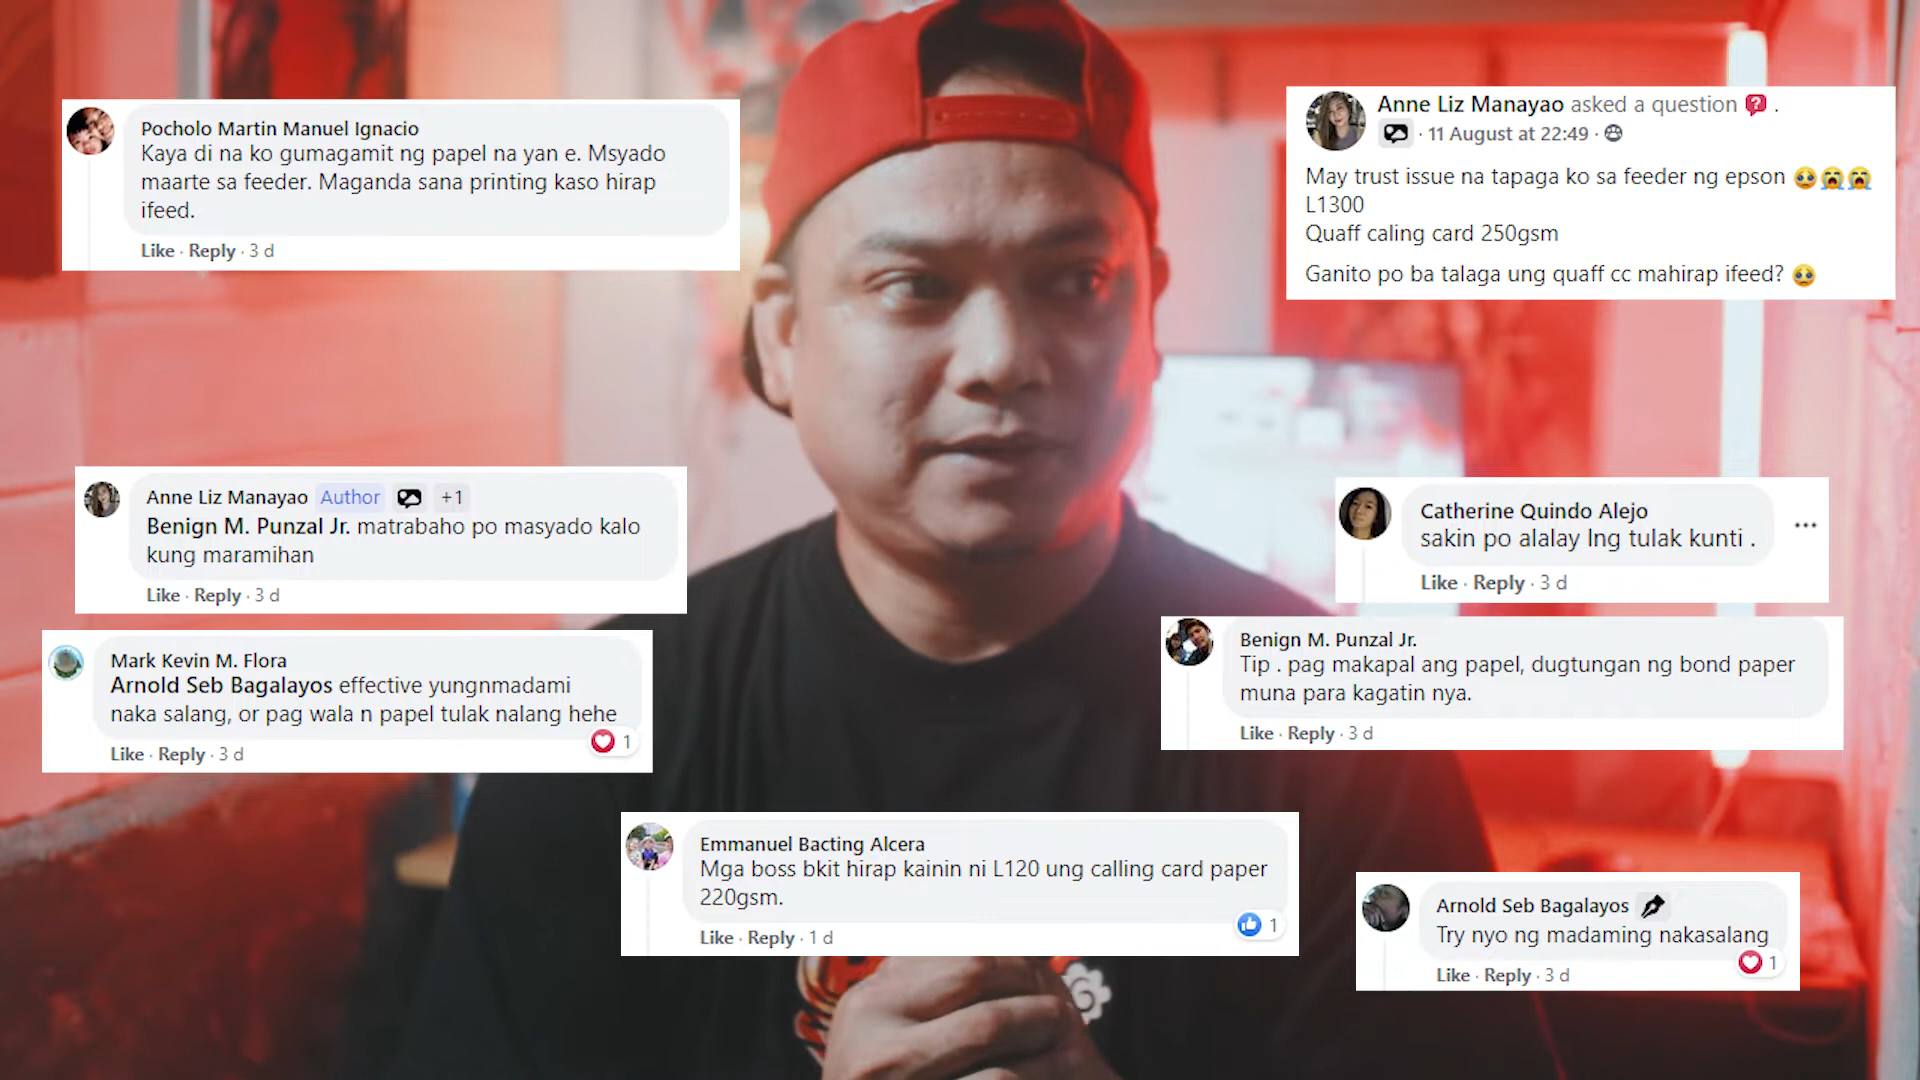 Pocholo Martin Manuel Ignacio
Kaya di na ko gumagamit ng papel na yan e. Msyado
maarte sa feeder. Maganda sana printing kaso hirap
ifeed.
Like · Reply · 3 d
Anne Liz Manayao asked a question .
· 11 August at 22:49 ·
May trust issue na tapaga ko sa feeder ng epson 🥹😭😭
L1300
Quaff caling card 250gsm
Ganito po ba talaga ung quaff cc mahirap ifeed? 🥹
Anne Liz Manayao Author +1
Benign M. Punzal Jr. matrabaho po masyado kalo
kung maramihan
Like · Reply · 3 d
Catherine Quindo Alejo
sakin po alalay lng tulak kunti .
Like · Reply · 3 d
Mark Kevin M. Flora
Arnold Seb Bagalayos effective yungnmadami
naka salang, or pag wala n papel tulak nalang hehe
1
Like · Reply · 3 d
Benign M. Punzal Jr.
Tip . pag makapal ang papel, dugtungan ng bond paper
muna para kagatin nya.
Like · Reply · 3 d
Emmanuel Bacting Alcera
Mga boss bkit hirap kainin ni L120 ung calling card paper
220gsm.
1
Like · Reply · 1 d
Arnold Seb Bagalayos
Try nyo ng madaming nakasalang
1
Like · Reply · 3 d